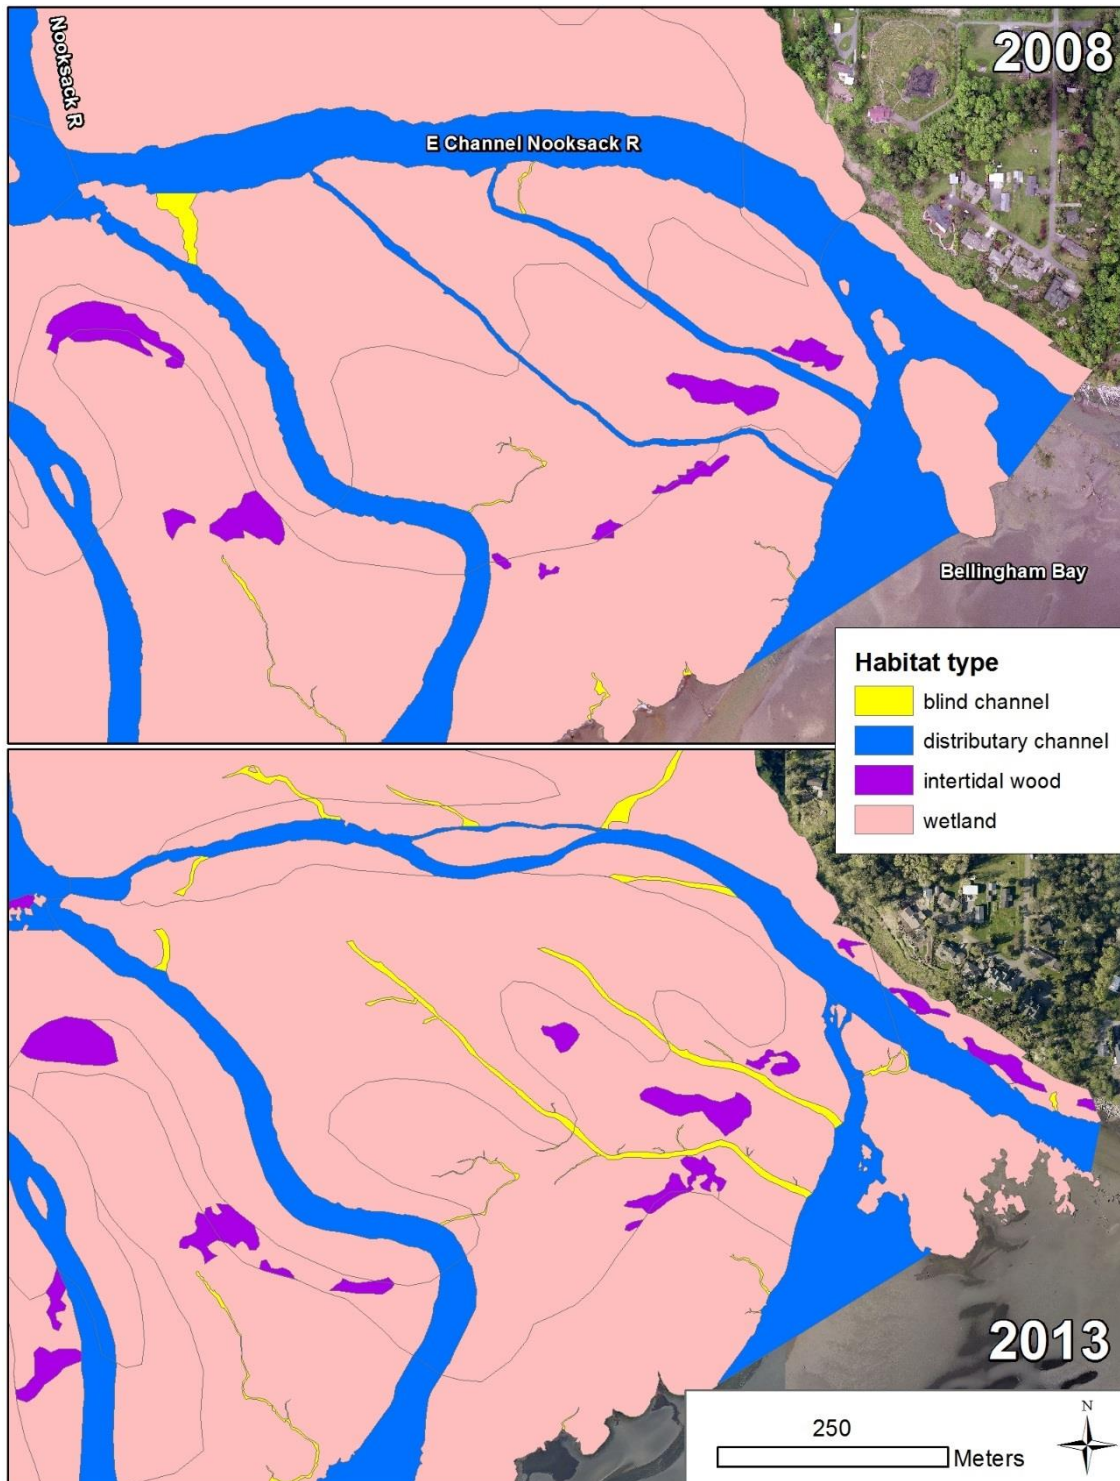 2008
Nooksack R
E Channel Nooksack R
Bellingham Bay
Habitat type
blind channel
distributary channel
intertidal wood
wetland
2013
250
Meters
N